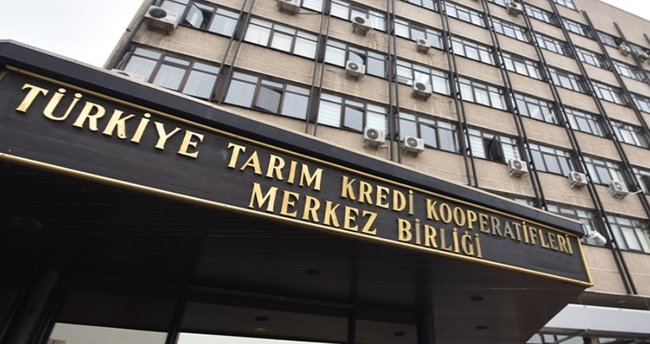 TÜRKİYE TARIM KREDİ KOOPERATİFLERİ
MERKEZ BİRLİĞİ